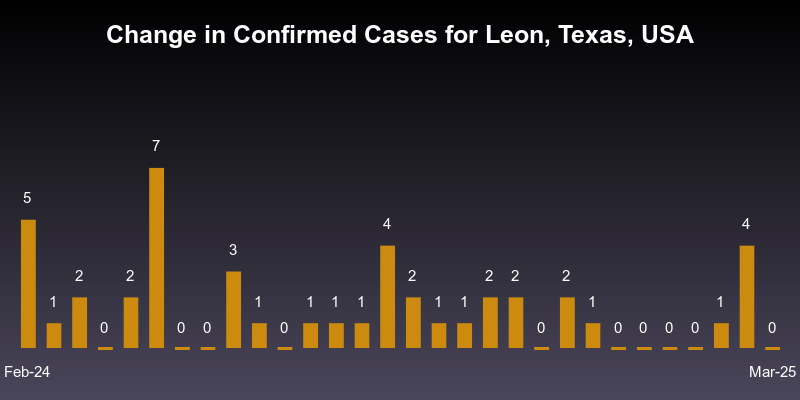 Change in Confirmed Cases for Leon, Texas, USA
5 1 2 0 2 7 0 0 3 1 0 1 1 1 4 2 1 1 2 2 0 2 1 0 0 0 0 1 4 0
Feb-24 Mar-25